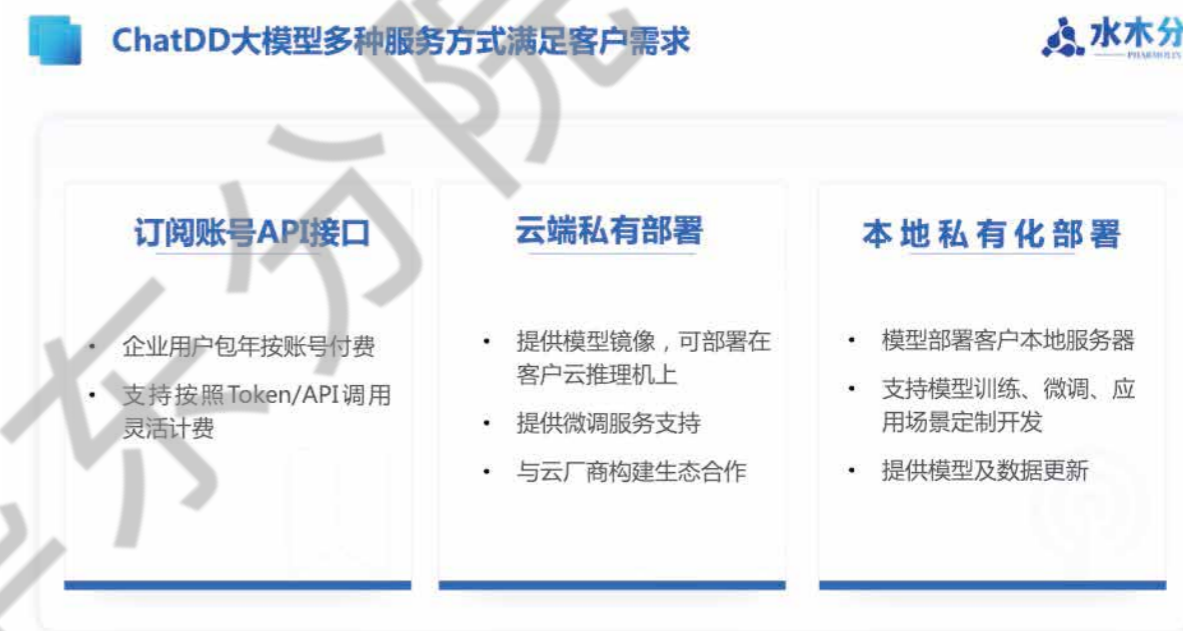 ChatDD大模型多种服务方式满足客户需求
水木分
订阅账号API接口
• 企业用户包年按账号付费
• 支持按照Token/API调用
灵活计费
云端私有部署
• 提供模型镜像，可部署在
客户云推理机上
• 提供微调服务支持
• 与云厂商构建生态合作
本地私有化部署
• 模型部署客户本地服务器
• 支持模型训练、微调、应
用场景定制开发
• 提供模型及数据更新
东分院